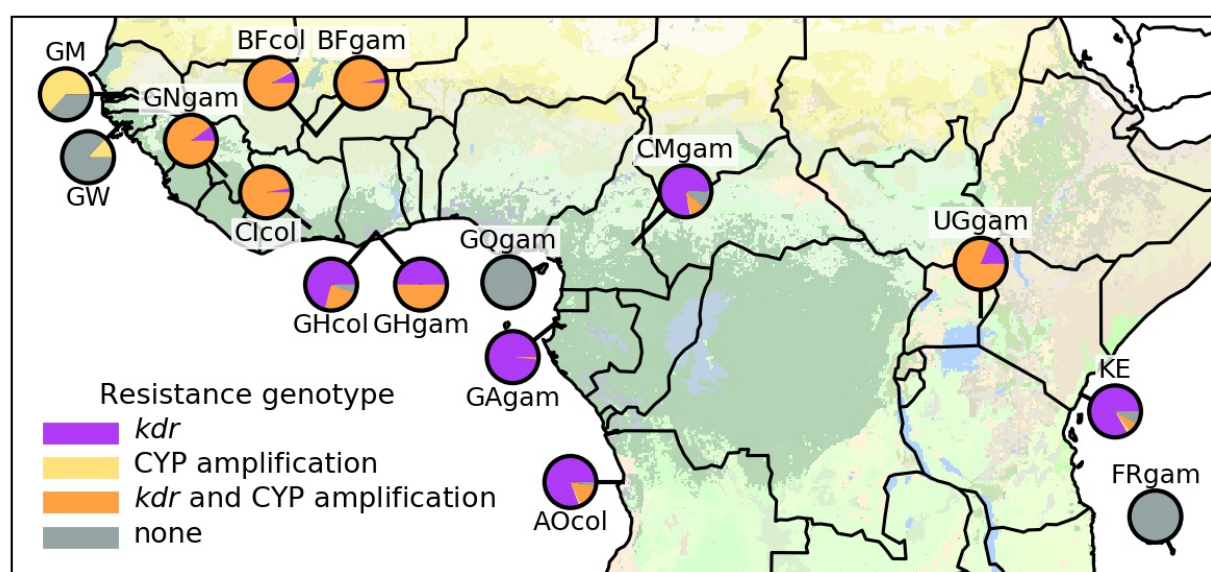 GM
BFcol
BFgam
GNgam
GW
CIcol
CMgam
GQgam
UGgam
GHcol
GHgam
GAgam
KE
AOcol
FRgam
Resistance genotype
kdr
CYP amplification
kdr and CYP amplification
none